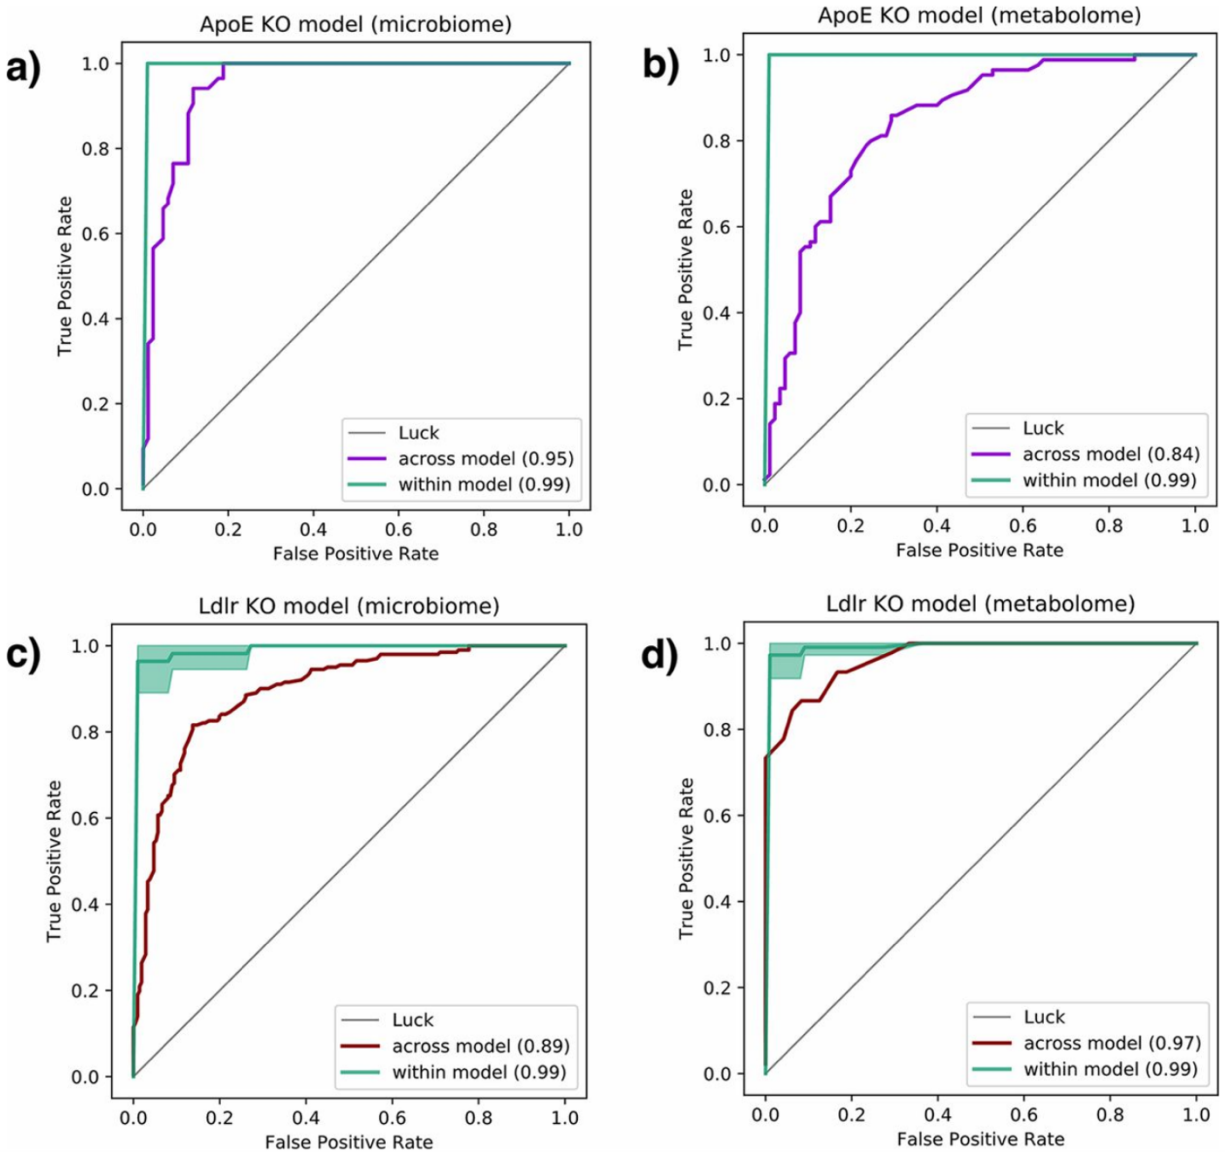 a)
ApoE KO model (microbiome)
True Positive Rate
1.0
0.8
0.6
0.4
0.2
0.0
Luck
across model (0.95)
within model (0.99)
0.0 0.2 0.4 0.6 0.8 1.0
False Positive Rate
b)
ApoE KO model (metabolome)
True Positive Rate
1.0
0.8
0.6
0.4
0.2
0.0
Luck
across model (0.84)
within model (0.99)
0.0 0.2 0.4 0.6 0.8 1.0
False Positive Rate
c)
Ldlr KO model (microbiome)
True Positive Rate
1.0
0.8
0.6
0.4
0.2
0.0
Luck
across model (0.89)
within model (0.99)
0.0 0.2 0.4 0.6 0.8 1.0
False Positive Rate
d)
Ldlr KO model (metabolome)
True Positive Rate
1.0
0.8
0.6
0.4
0.2
0.0
Luck
across model (0.97)
within model (0.99)
0.0 0.2 0.4 0.6 0.8 1.0
False Positive Rate